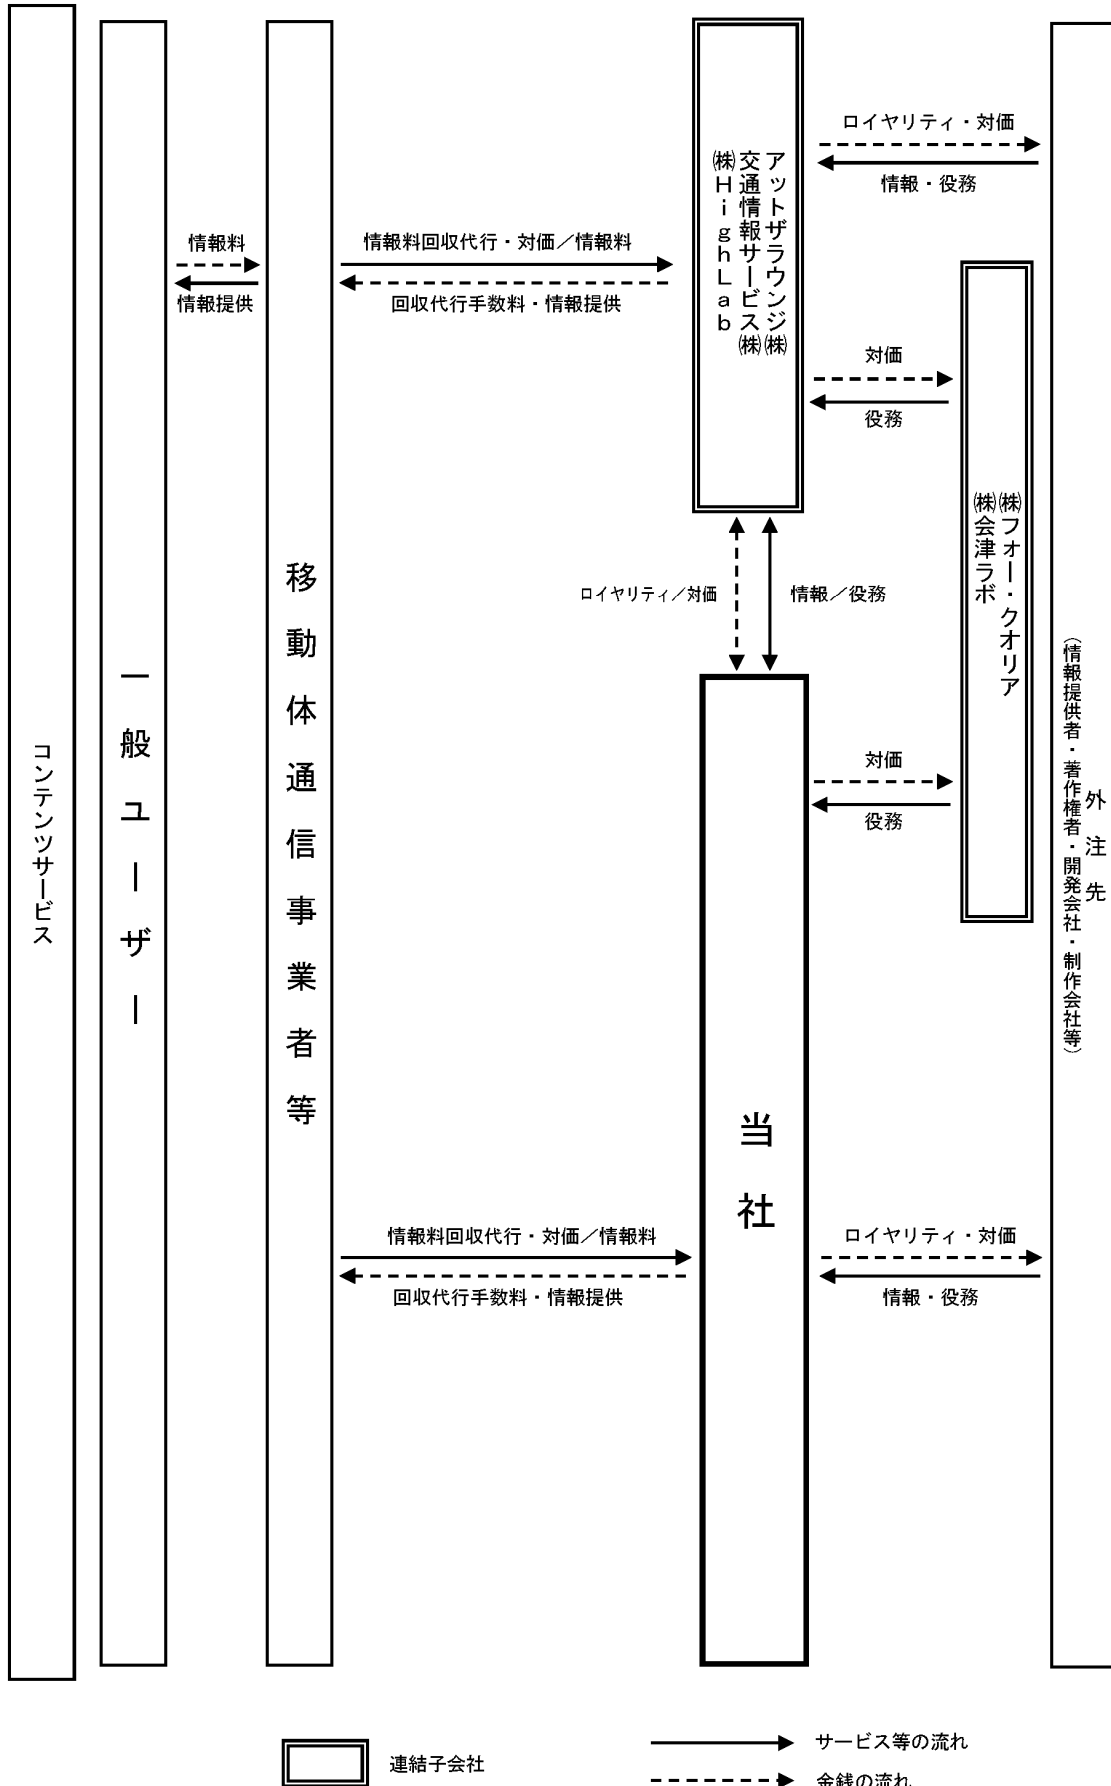 コンテンツサービス
一般ユーザー
情報料
情報提供
移動体通信事業者等
情報料回収代行・対価／情報料
回収代行手数料・情報提供
アットザラウンジ㈱
交通情報サービス㈱
㈱HighLab
ロイヤリティ・対価
情報・役務
対価
役務
㈱フォー・クオリア
㈱会津ラボ
ロイヤリティ／対価
情報／役務
当社
対価
役務
外注先
（情報提供者・著作権者・開発会社・制作会社等）
情報料回収代行・対価／情報料
回収代行手数料・情報提供
ロイヤリティ・対価
情報・役務
連結子会社
サービス等の流れ
金銭の流れ